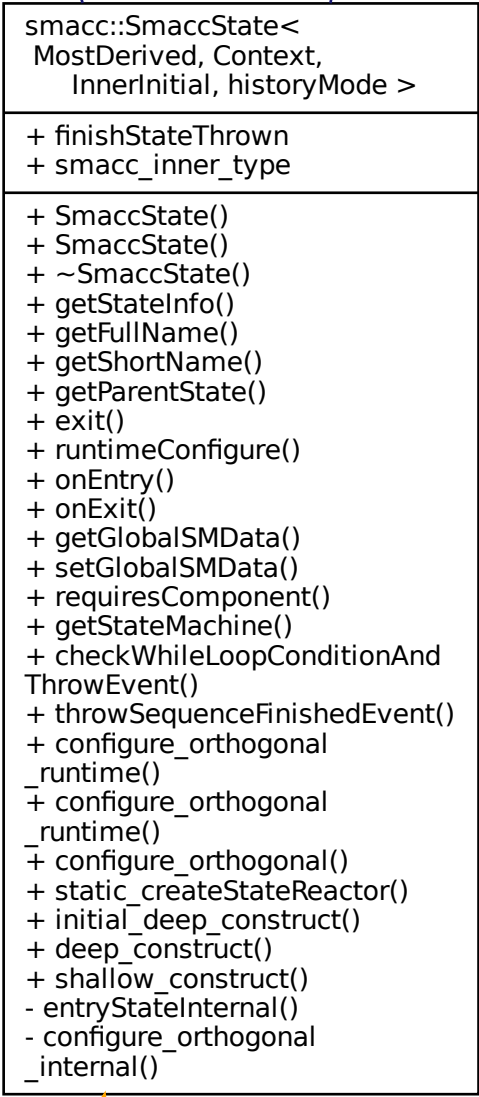 smacc::SmaccState<
MostDerived, Context,
InnerInitial, historyMode >
+ finishStateThrown
+ smacc_inner_type
+ SmaccState()
+ SmaccState()
+ ~SmaccState()
+ getStateInfo()
+ getFullName()
+ getShortName()
+ getParentState()
+ exit()
+ runtimeConfigure()
+ onEntry()
+ onExit()
+ getGlobalSMData()
+ setGlobalSMData()
+ requiresComponent()
+ getStateMachine()
+ checkWhileLoopConditionAnd
ThrowEvent()
+ throwSequenceFinishedEvent()
+ configure_orthogonal
_runtime()
+ configure_orthogonal
_runtime()
+ configure_orthogonal()
+ static_createStateReactor()
+ initial_deep_construct()
+ deep_construct()
+ shallow_construct()
- entryStateInternal()
- configure_orthogonal
_internal()